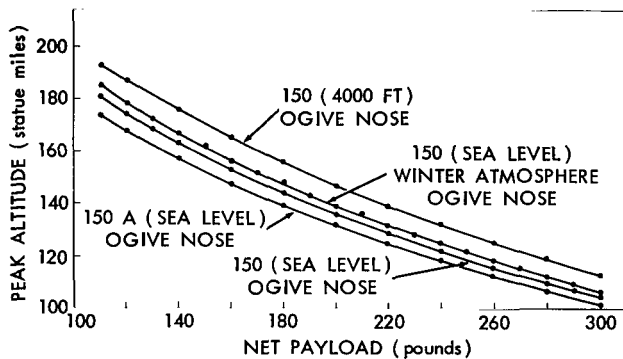 PEAK ALTITUDE (statue miles)
200
180
160
140
120
100
150 (4000 FT)
OGIVE NOSE
150 (SEA LEVEL)
WINTER ATMOSPHERE
OGIVE NOSE
150 A (SEA LEVEL)
OGIVE NOSE
150 (SEA LEVEL)
OGIVE NOSE
100
140
180
220
260
300
NET PAYLOAD (pounds)